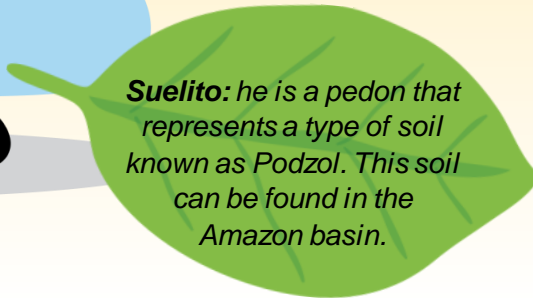 Suelito: he is a pedon that
represents a type of soil
known as Podzol. This soil
can be found in the
Amazon basin.